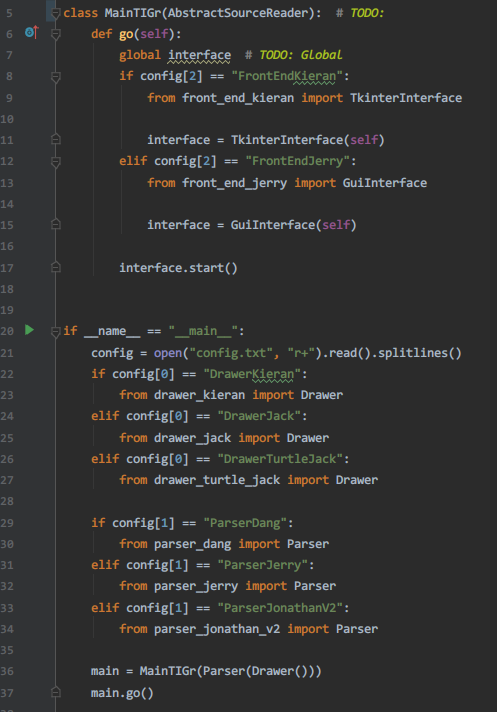 5 class MainTIGr(AbstractSourceReader):  # TODO:
6     def go(self):
7         global interface  # TODO: Global
8         if config[2] == "FrontEndKieran":
9             from front_end_kieran import TkinterInterface
10
11             interface = TkinterInterface(self)
12         elif config[2] == "FrontEndJerry":
13             from front_end_jerry import GuiInterface
14
15             interface = GuiInterface(self)
16
17         interface.start()
18
19
20 if __name__ == "__main__":
21     config = open("config.txt", "r+").read().splitlines()
22     if config[0] == "DrawerKieran":
23         from drawer_kieran import Drawer
24     elif config[0] == "DrawerJack":
25         from drawer_jack import Drawer
26     elif config[0] == "DrawerTurtleJack":
27         from drawer_turtle_jack import Drawer
28
29     if config[1] == "ParserDang":
30         from parser_dang import Parser
31     elif config[1] == "ParserJerry":
32         from parser_jerry import Parser
33     elif config[1] == "ParserJonathanV2":
34         from parser_jonathan_v2 import Parser
35
36     main = MainTIGr(Parser(Drawer()))
37     main.go()